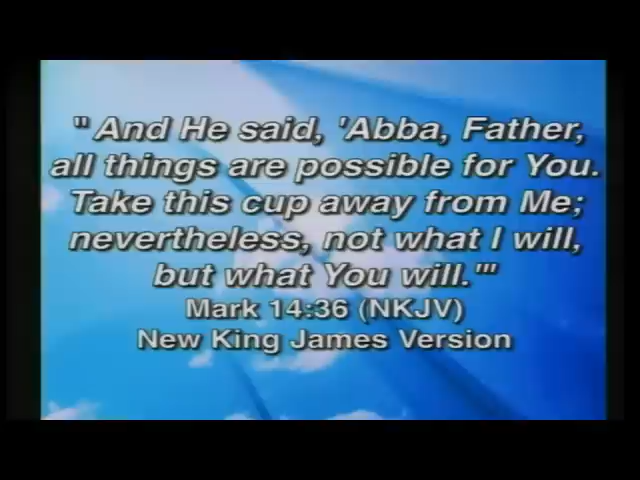 "And He said, 'Abba, Father,
all things are possible for You.
Take this cup away from Me;
nevertheless, not what I will,
but what You will.'"
Mark 14:36 (NKJV)
New King James Version